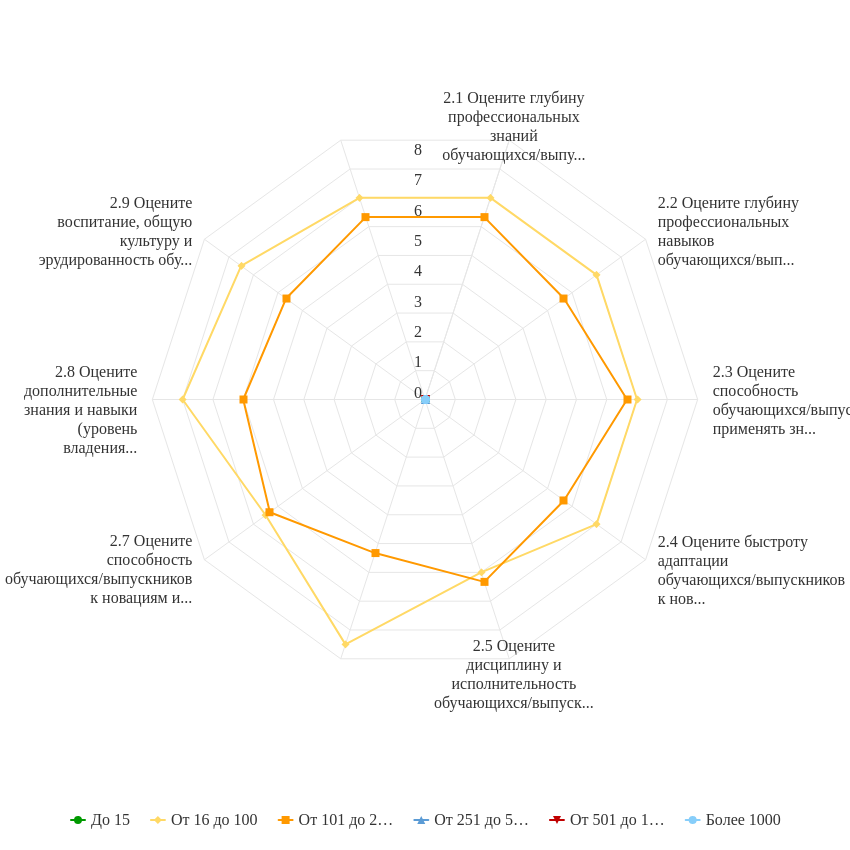 2.1 Оцените глубину
профессиональных
знаний
обучающихся/выпу...
8
7
6
5
4
3
2
1
0
2.2 Оцените глубину
профессиональных
навыков
обучающихся/вып...
2.3 Оцените
способность
обучающихся/выпус
применять зн...
2.4 Оцените быстроту
адаптации
обучающихся/выпускников
к нов...
2.5 Оцените
дисциплину и
исполнительность
обучающихся/выпуск...
2.7 Оцените
способность
обучающихся/выпускников
к новациям и...
2.8 Оцените
дополнительные
знания и навыки
(уровень
владения...
2.9 Оцените
воспитание, общую
культуру и
эрудированность обу...
До 15 От 16 до 100 От 101 до 2… От 251 до 5… От 501 до 1… Более 1000